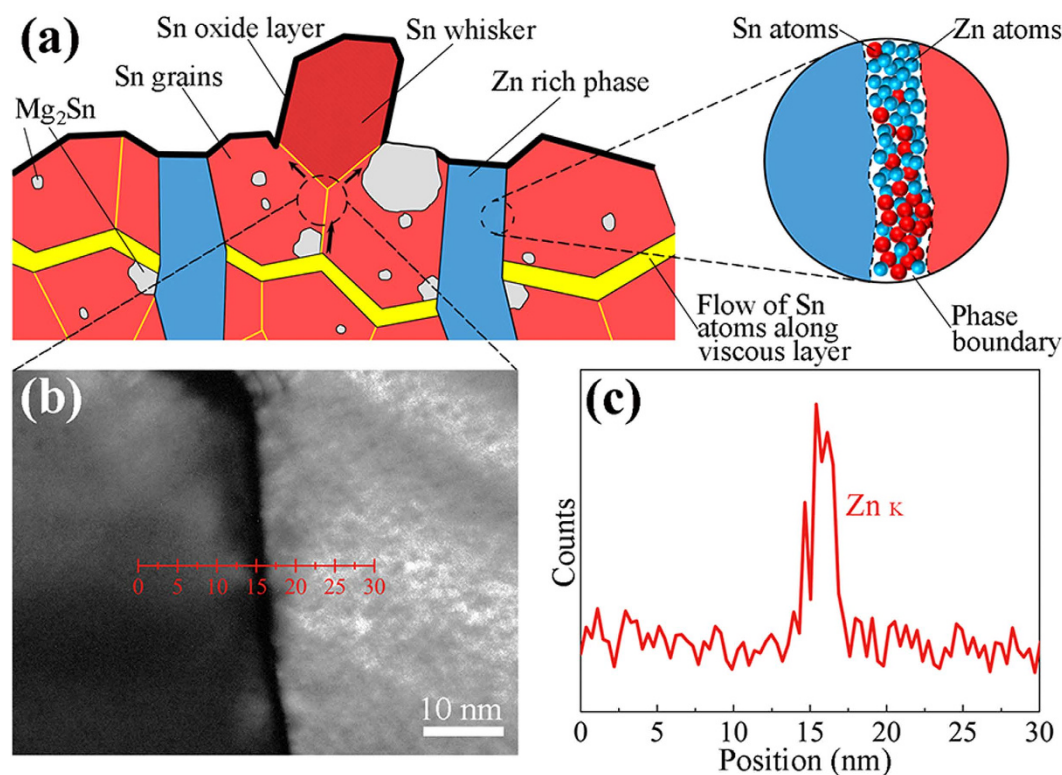 (a)
Sn oxide layer
Sn whisker
Sn grains
Zn rich phase
Mg₂Sn
Sn atoms
Zn atoms
Flow of Sn
atoms along
viscous layer
Phase
boundary
(b)
0 5 10 15 20 25 30
10 nm
(c)
Zn K
Counts
0 5 10 15 20 25 30
Position (nm)